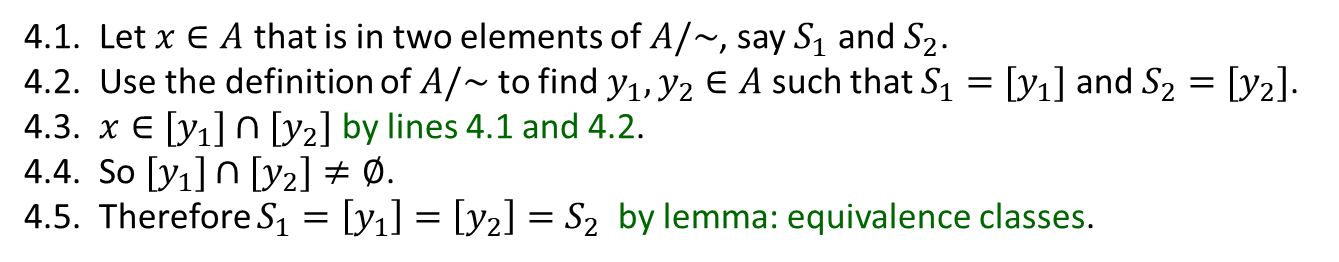 4.1. Let x ∈ A that is in two elements of A/∼, say S₁ and S₂.
4.2. Use the definition of A/∼ to find y₁, y₂ ∈ A such that S₁ = [y₁] and S₂ = [y₂].
4.3. x ∈ [y₁] ∩ [y₂] by lines 4.1 and 4.2.
4.4. So [y₁] ∩ [y₂] ≠ ∅.
4.5. Therefore S₁ = [y₁] = [y₂] = S₂ by lemma: equivalence classes.